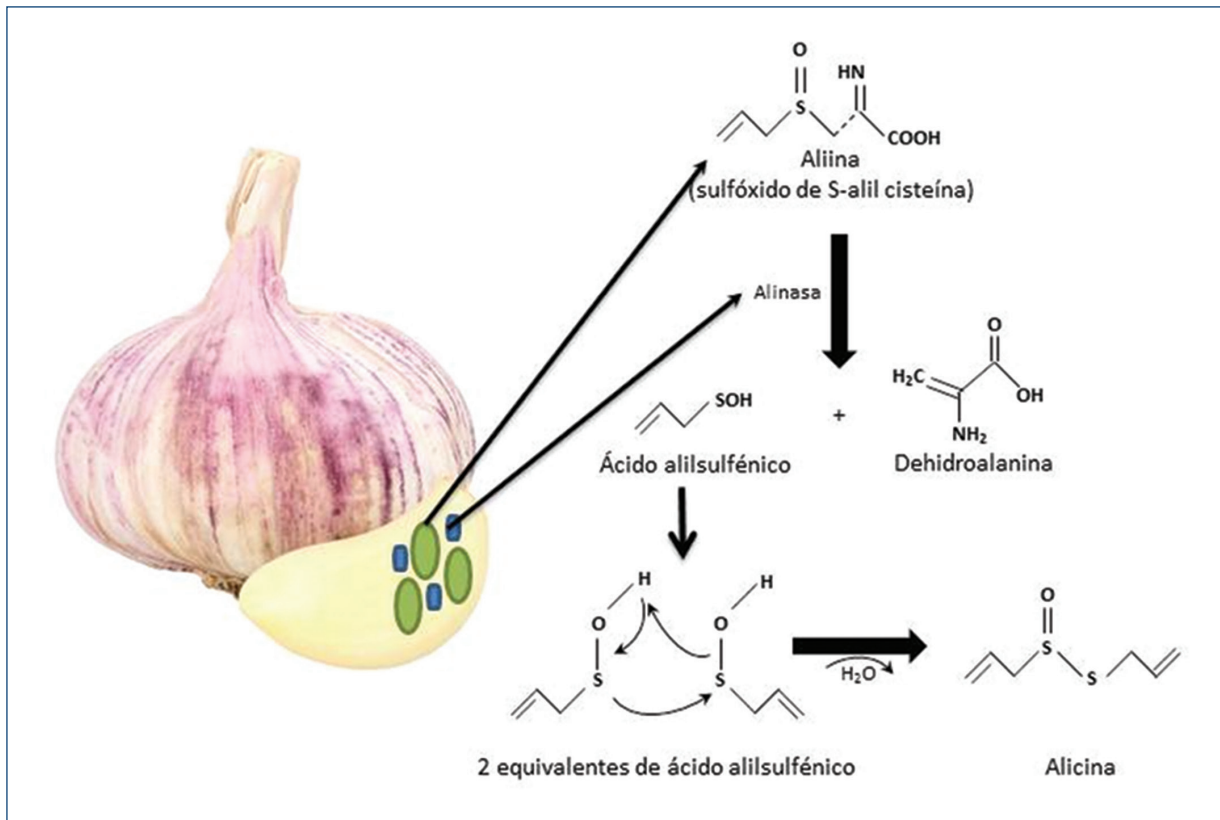 O
HN
S
COOH
Aliina
(sulfóxido de S-alil cisteína)
Alinasa
O
H₂C
OH
NH₂
SOH
+
Ácido alilsulfénico
Dehidroalanina
H
H
O
O
S
S
H₂O
O
S
S
2 equivalentes de ácido alilsulfénico
Alicina